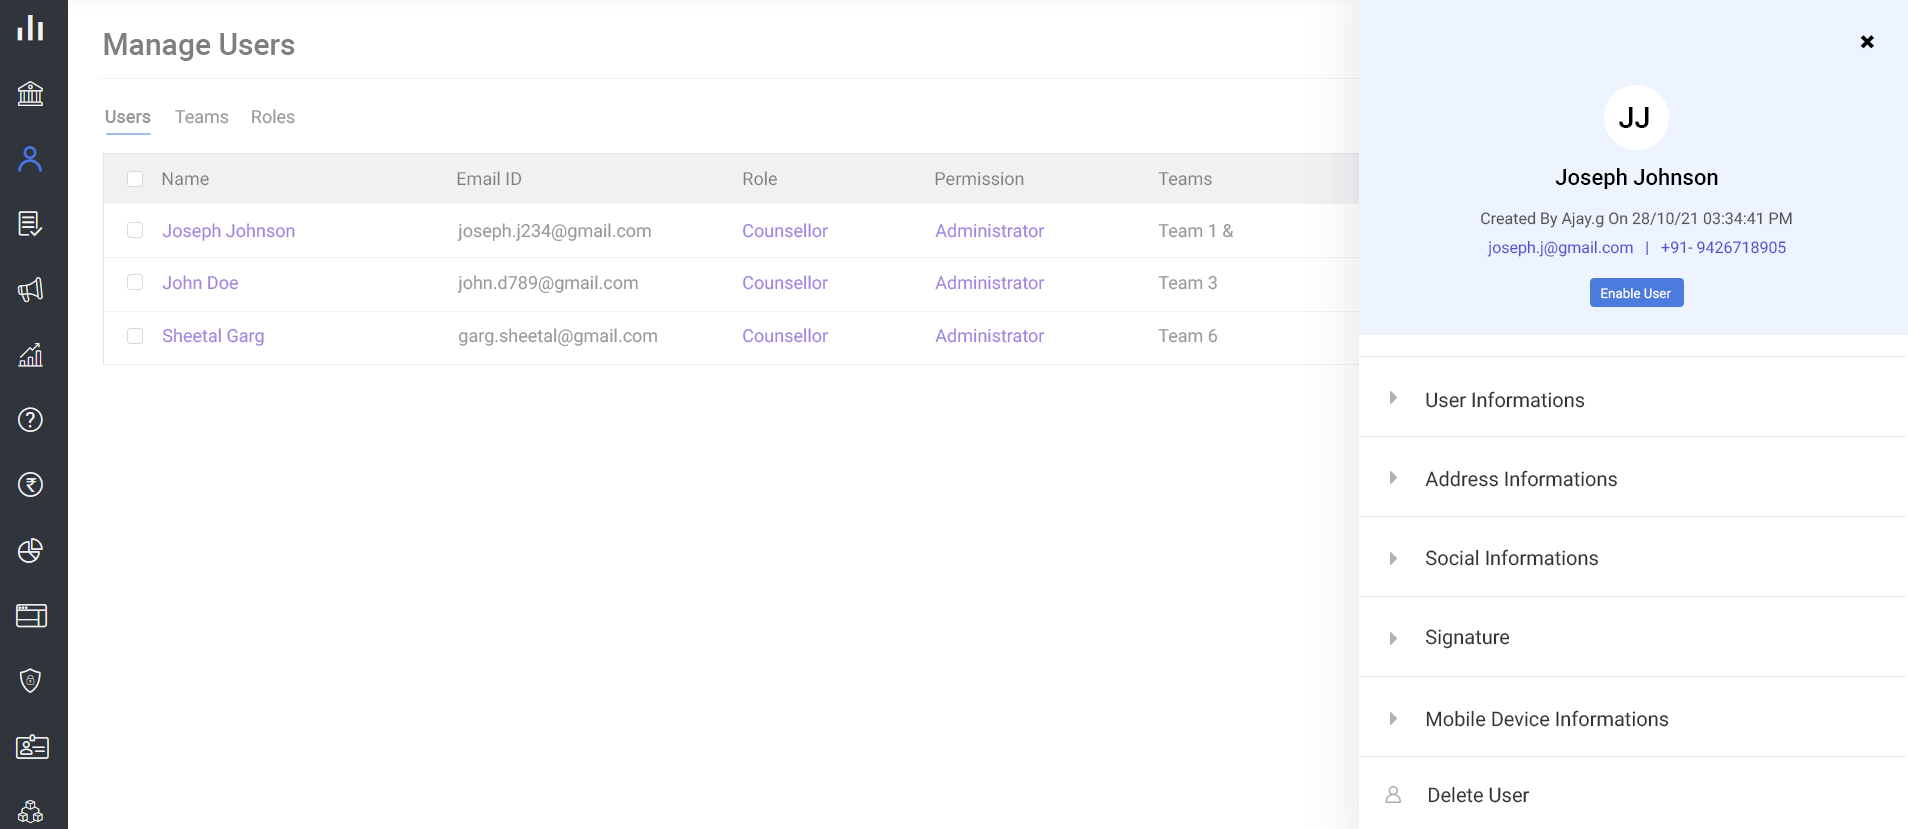 Manage Users
Users Teams Roles
Name Email ID Role Permission Teams
Joseph Johnson joseph.j234@gmail.com Counsellor Administrator Team 1 &
John Doe john.d789@gmail.com Counsellor Administrator Team 3
Sheetal Garg garg.sheetal@gmail.com Counsellor Administrator Team 6
JJ
Joseph Johnson
Created By Ajay.g On 28/10/21 03:34:41 PM
joseph.j@gmail.com | +91- 9426718905
Enable User
User Informations
Address Informations
Social Informations
Signature
Mobile Device Informations
Delete User